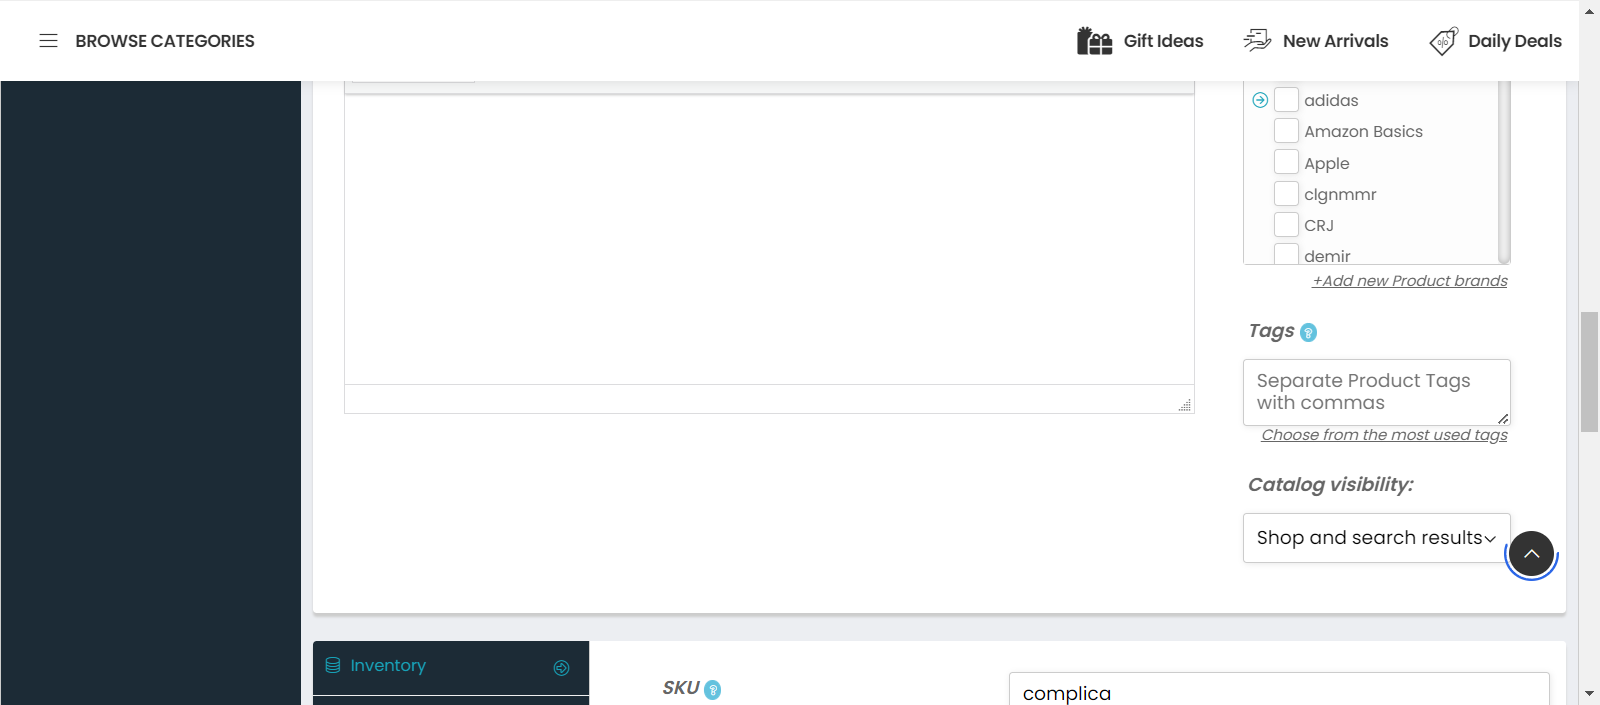 BROWSE CATEGORIES
Gift Ideas
New Arrivals
Daily Deals
adidas
Amazon Basics
Apple
clgnmmr
CRJ
demir
+Add new Product brands
Tags ?
Separate Product Tags
with commas
Choose from the most used tags
Catalog visibility:
Shop and search results
Inventory
SKU ?
complica